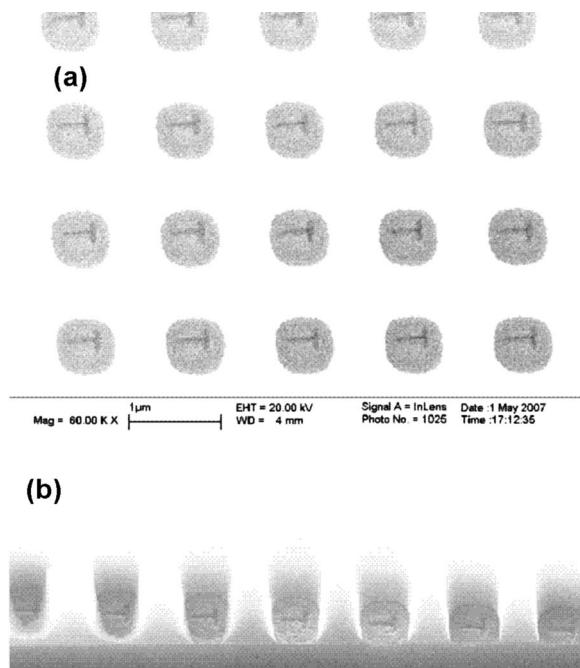 (a)
1µm
EHT = 20.00 kV
Signal A = InLens
Date :1 May 2007
Mag = 60.00 K X
WD = 4 mm
Photo No. = 1025
Time :17:12:35
(b)